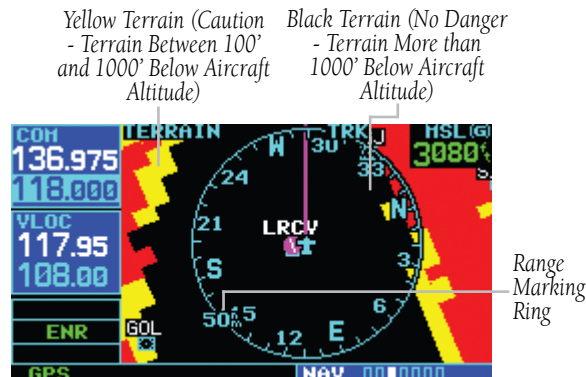 Yellow Terrain (Caution
- Terrain Between 100'
and 1000' Below Aircraft
Altitude)
Black Terrain (No Danger
- Terrain More than
1000' Below Aircraft
Altitude)
COM
136.975
118.000
VLOC
117.95
108.00
ENR
GPS
TERRAIN
TRK
MSL(G)
3080
W
30
33
24
N
21
LRCV
S
3
15
6
50
12
E
GOL
NAV
Range
Marking
Ring